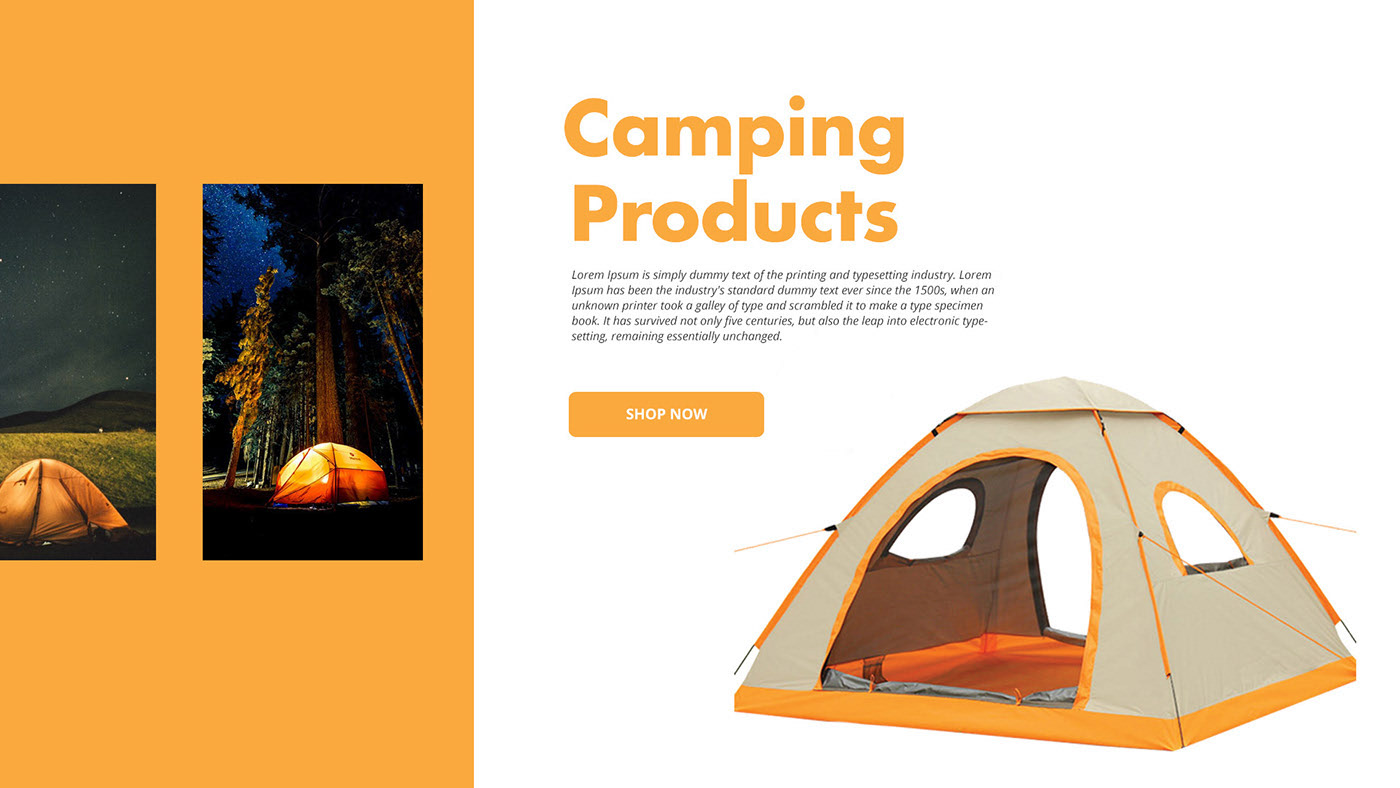 Camping
Products
Lorem Ipsum is simply dummy text of the printing and typesetting industry. Lorem
Ipsum has been the industry's standard dummy text ever since the 1500s, when an
unknown printer took a galley of type and scrambled it to make a type specimen
book. It has survived not only five centuries, but also the leap into electronic type-
setting, remaining essentially unchanged.
SHOP NOW